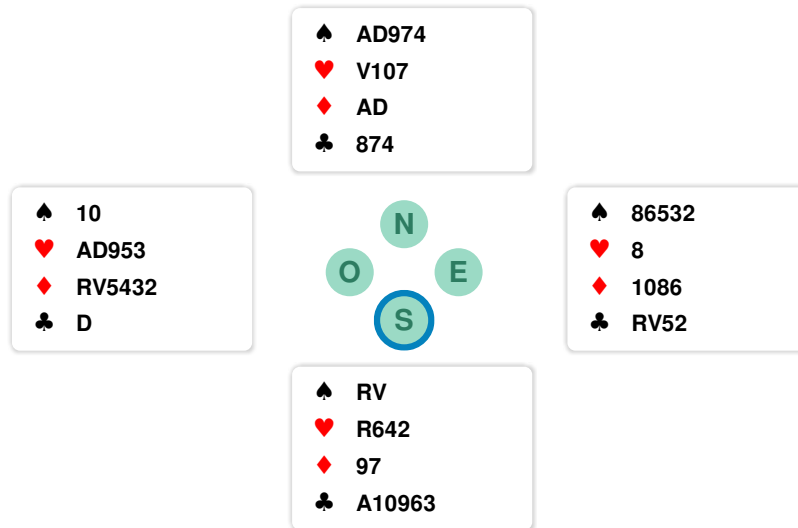 ♠ AD974
♥ V107
♦ AD
♣ 874
♠ 10
♥ AD953
♦ RV5432
♣ D
N
O E
S
♠ 86532
♥ 8
♦ 1086
♣ RV52
♠ RV
♥ R642
♦ 97
♣ A10963